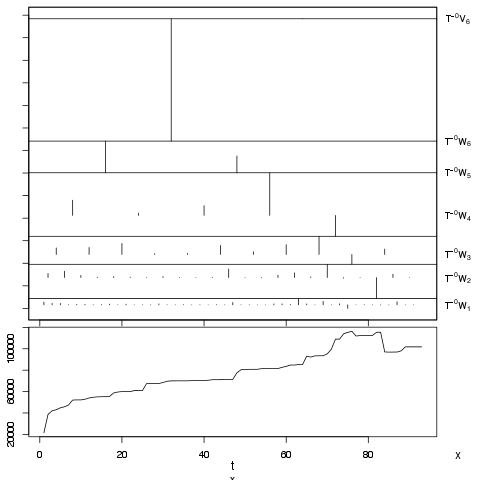 T⁻⁰V₆
T⁻⁰W₆
T⁻⁰W₅
T⁻⁰W₄
T⁻⁰W₃
T⁻⁰W₂
T⁻⁰W₁
100000
60000
20000
0 20 40 60 80
t
x
x